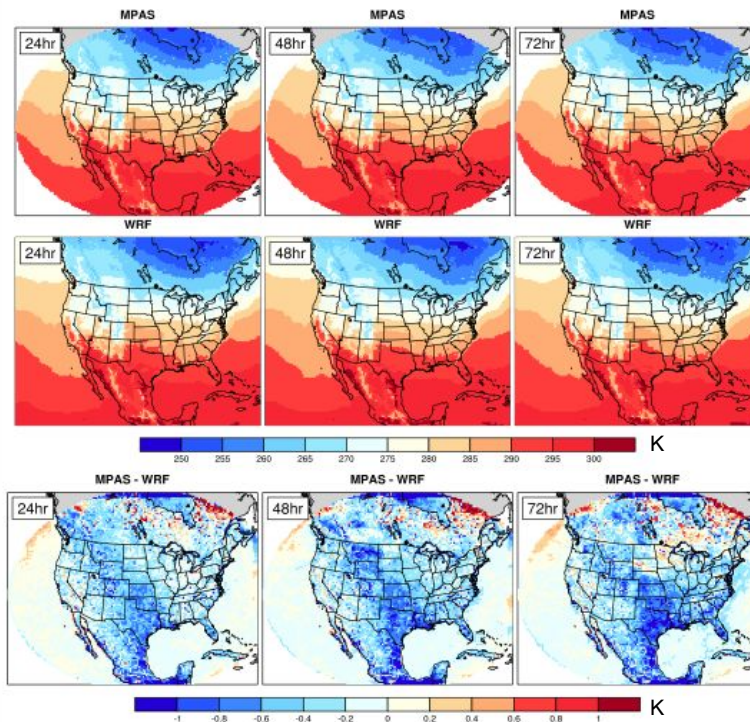 MPAS MPAS MPAS
24hr 48hr 72hr
WRF WRF WRF
24hr 48hr 72hr
250 255 260 265 270 275 280 285 290 295 300 K
MPAS - WRF MPAS - WRF MPAS - WRF
24hr 48hr 72hr
-1 -0.8 -0.6 -0.4 -0.2 0 0.2 0.4 0.6 0.8 K